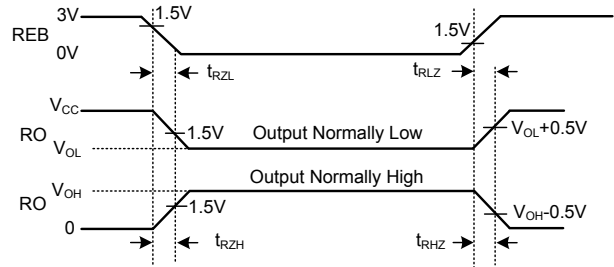 3V
1.5V
REB
1.5V
0V
tRZL
tRLZ
VCC
RO
1.5V
Output Normally Low
VOL+0.5V
VOL
Output Normally High
VOH
RO
1.5V
VOH-0.5V
0
tRZH
tRHZ